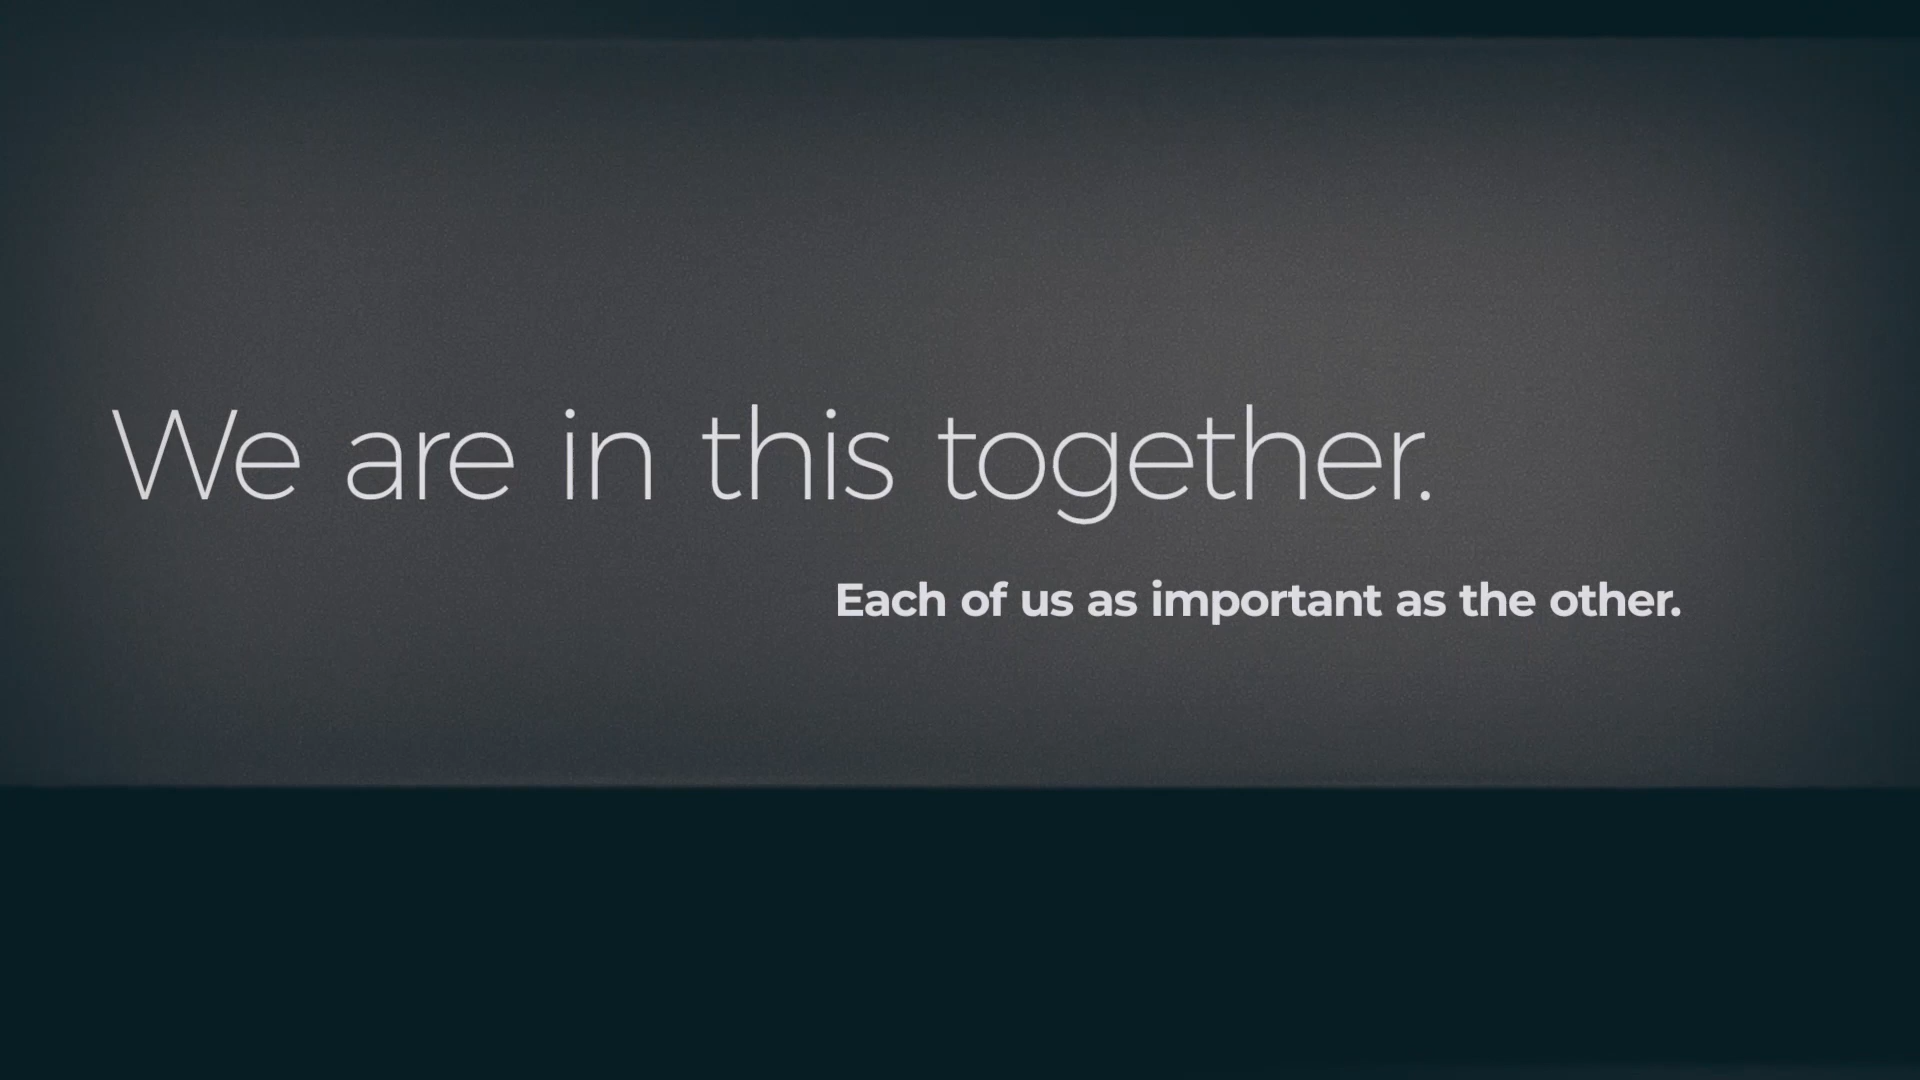 We are in this together.
Each of us as important as the other.